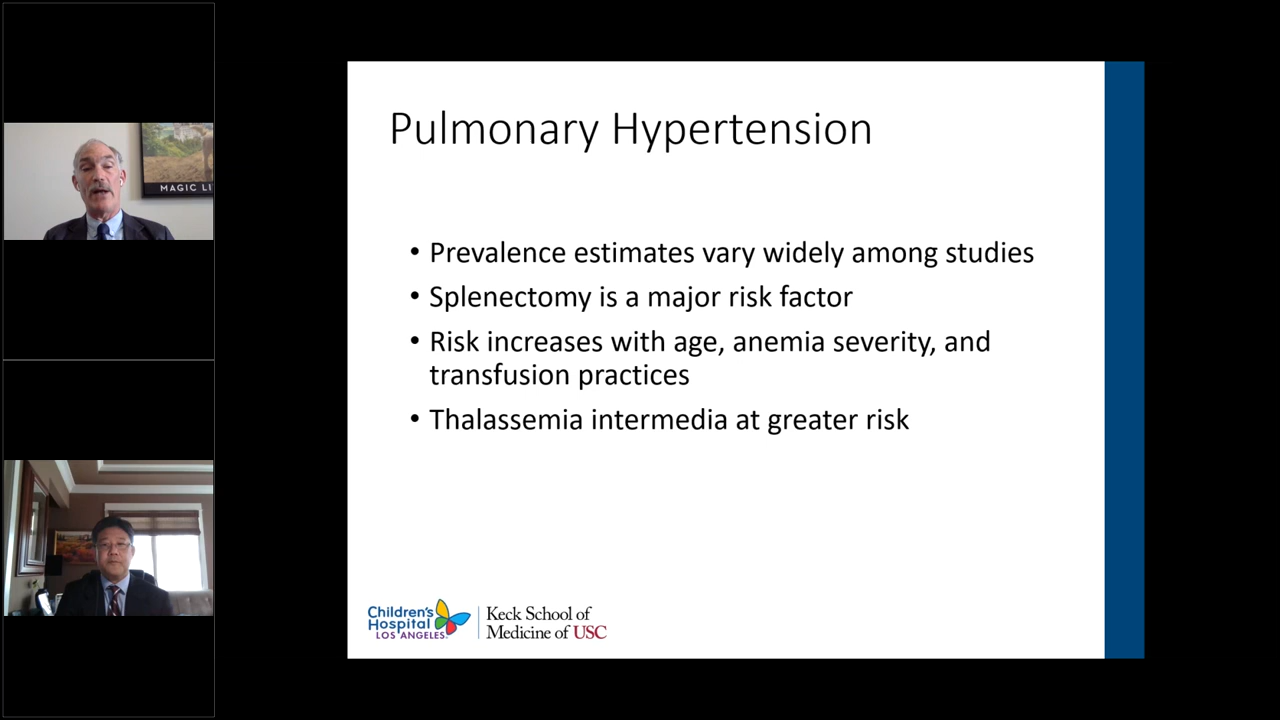 MAGIC LI
Pulmonary Hypertension
• Prevalence estimates vary widely among studies
• Splenectomy is a major risk factor
• Risk increases with age, anemia severity, and
transfusion practices
• Thalassemia intermedia at greater risk
Children's
Hospital
LOS ANGELES
Keck School of
Medicine of USC